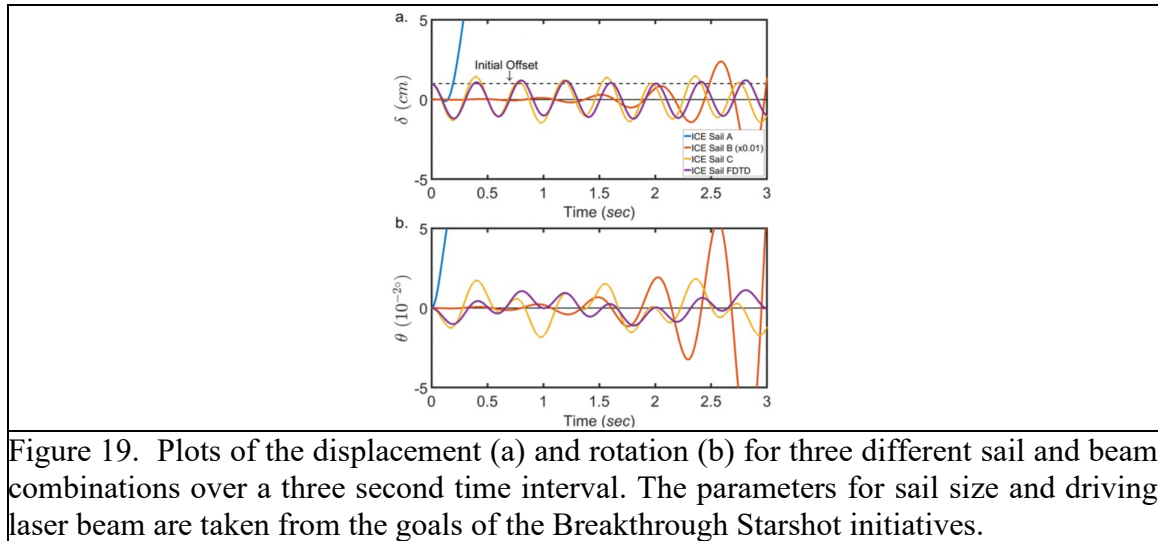 a.
5
Initial Offset
δ (cm)
0
ICE Sail A
ICE Sail B (x0.01)
ICE Sail C
ICE Sail FDTD
-5
0 0.5 1 1.5 2 2.5 3
Time (sec)
b.
5
θ (10⁻²°)
0
-5
0 0.5 1 1.5 2 2.5 3
Time (sec)
Figure 19. Plots of the displacement (a) and rotation (b) for three different sail and beam
combinations over a three second time interval. The parameters for sail size and driving
laser beam are taken from the goals of the Breakthrough Starshot initiatives.